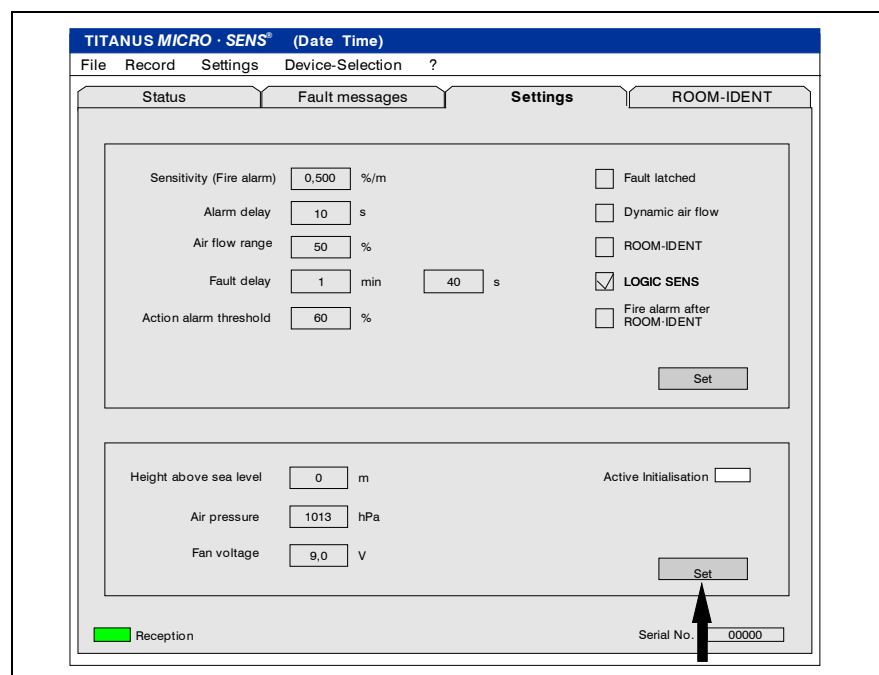 TITANUS MICRO · SENS® (Date Time)
File Record Settings Device-Selection ?
Status Fault messages Settings ROOM-IDENT
Sensitivity (Fire alarm) 0,500 %/m Fault latched
Alarm delay 10 s Dynamic air flow
Air flow range 50 % ROOM-IDENT
Fault delay 1 min 40 s LOGIC SENS
Action alarm threshold 60 % Fire alarm after
ROOM·IDENT
Set
Height above sea level 0 m Active Initialisation
Air pressure 1013 hPa
Fan voltage 9,0 V
Set
Reception Serial No. 00000